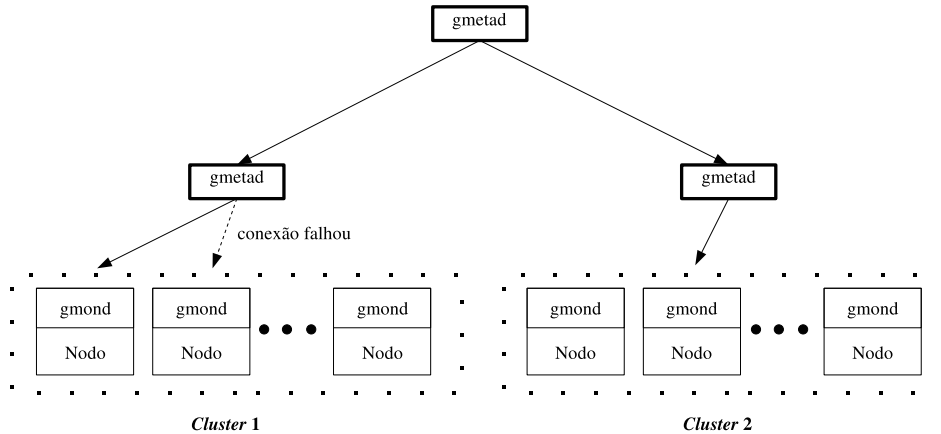 gmetad
gmetad
gmetad
conexão falhou
gmond
gmond
gmond
gmond
gmond
gmond
Nodo
Nodo
Nodo
Nodo
Nodo
Nodo
Cluster 1
Cluster 2